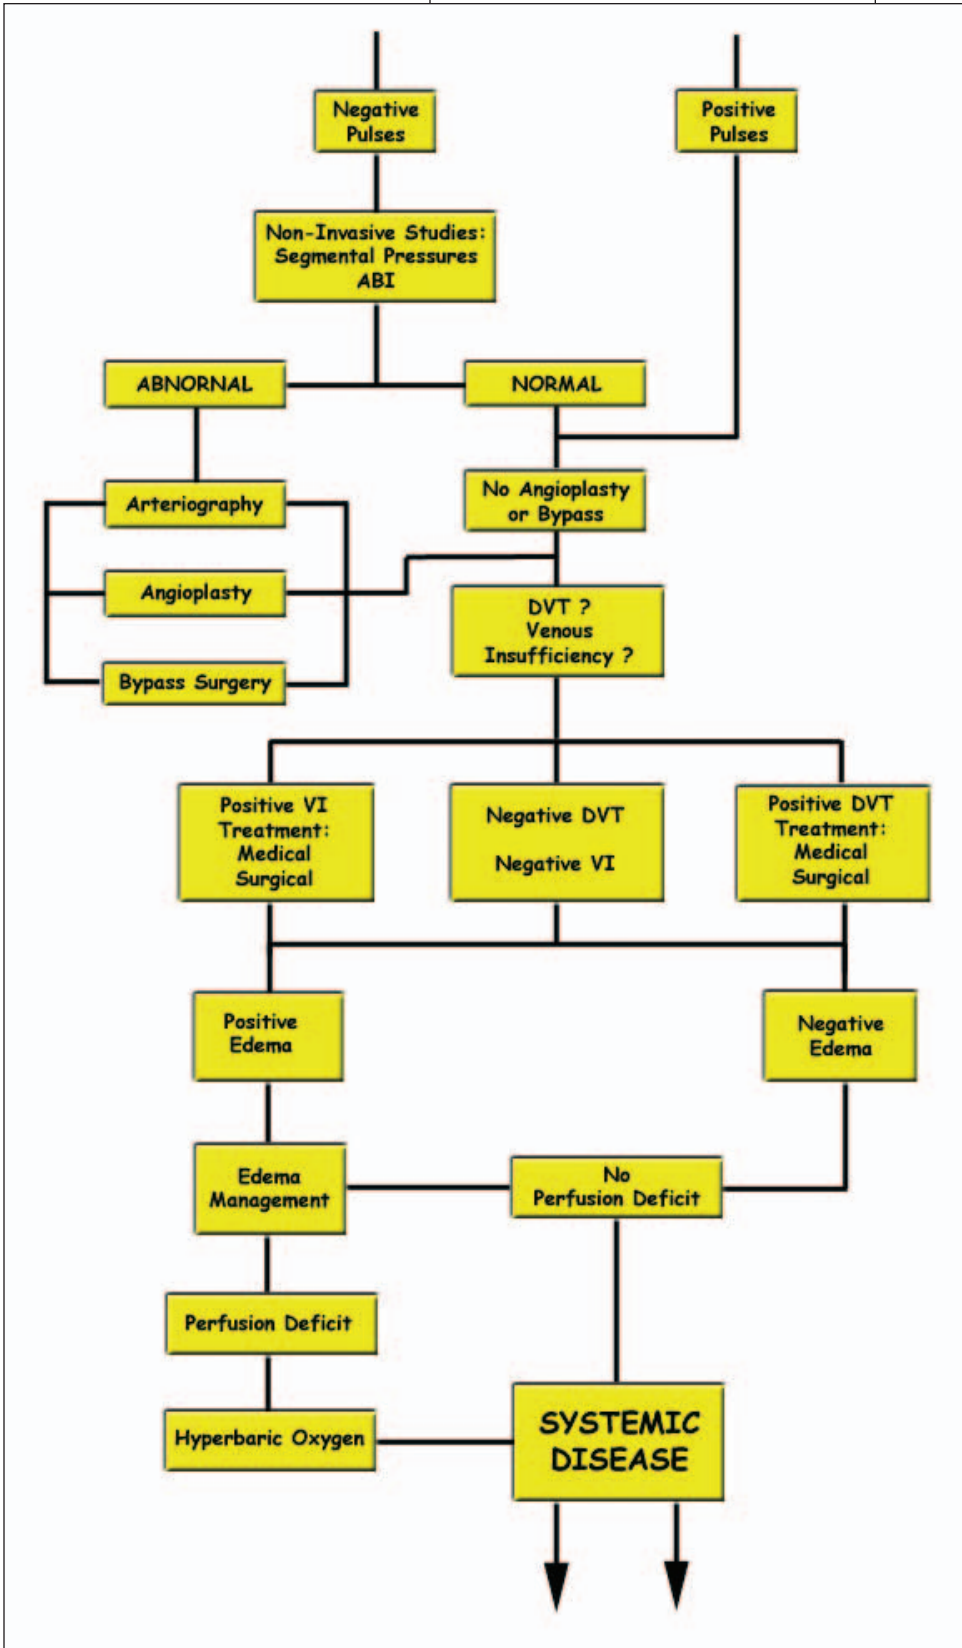 Negative
Pulses
Positive
Pulses
Non-Invasive Studies:
Segmental Pressures
ABI
ABNORNAL
NORMAL
Arteriography
No Angioplasty
or Bypass
Angioplasty
DVT ?
Venous
Insufficiency ?
Bypass Surgery
Positive VI
Treatment:
Medical
Surgical
Negative DVT
Negative VI
Positive DVT
Treatment:
Medical
Surgical
Positive
Edema
Negative
Edema
Edema
Management
No
Perfusion Deficit
Perfusion Deficit
Hyperbaric Oxygen
SYSTEMIC
DISEASE